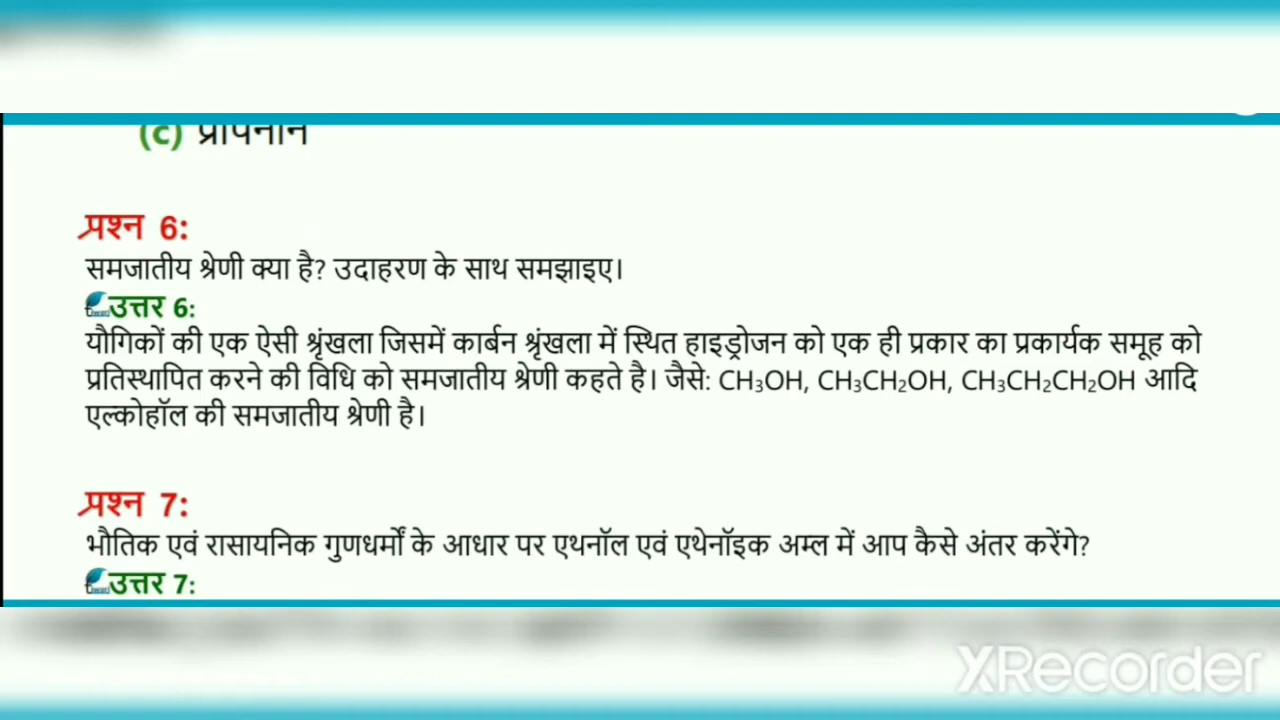 (c) प्रोपेनोन
प्रश्न 6:
समजातीय श्रेणी क्या है? उदाहरण के साथ समझाइए।
उत्तर 6:
यौगिकों की एक ऐसी श्रृंखला जिसमें कार्बन श्रृंखला में स्थित हाइड्रोजन को एक ही प्रकार का प्रकार्यक समूह को
प्रतिस्थापित करने की विधि को समजातीय श्रेणी कहते है। जैसे: CH₃OH, CH₃CH₂OH, CH₃CH₂CH₂OH आदि
एल्कोहॉल की समजातीय श्रेणी है।
प्रश्न 7:
भौतिक एवं रासायनिक गुणधर्मों के आधार पर एथनॉल एवं एथेनॉइक अम्ल में आप कैसे अंतर करेंगे?
उत्तर 7:
XRecorder